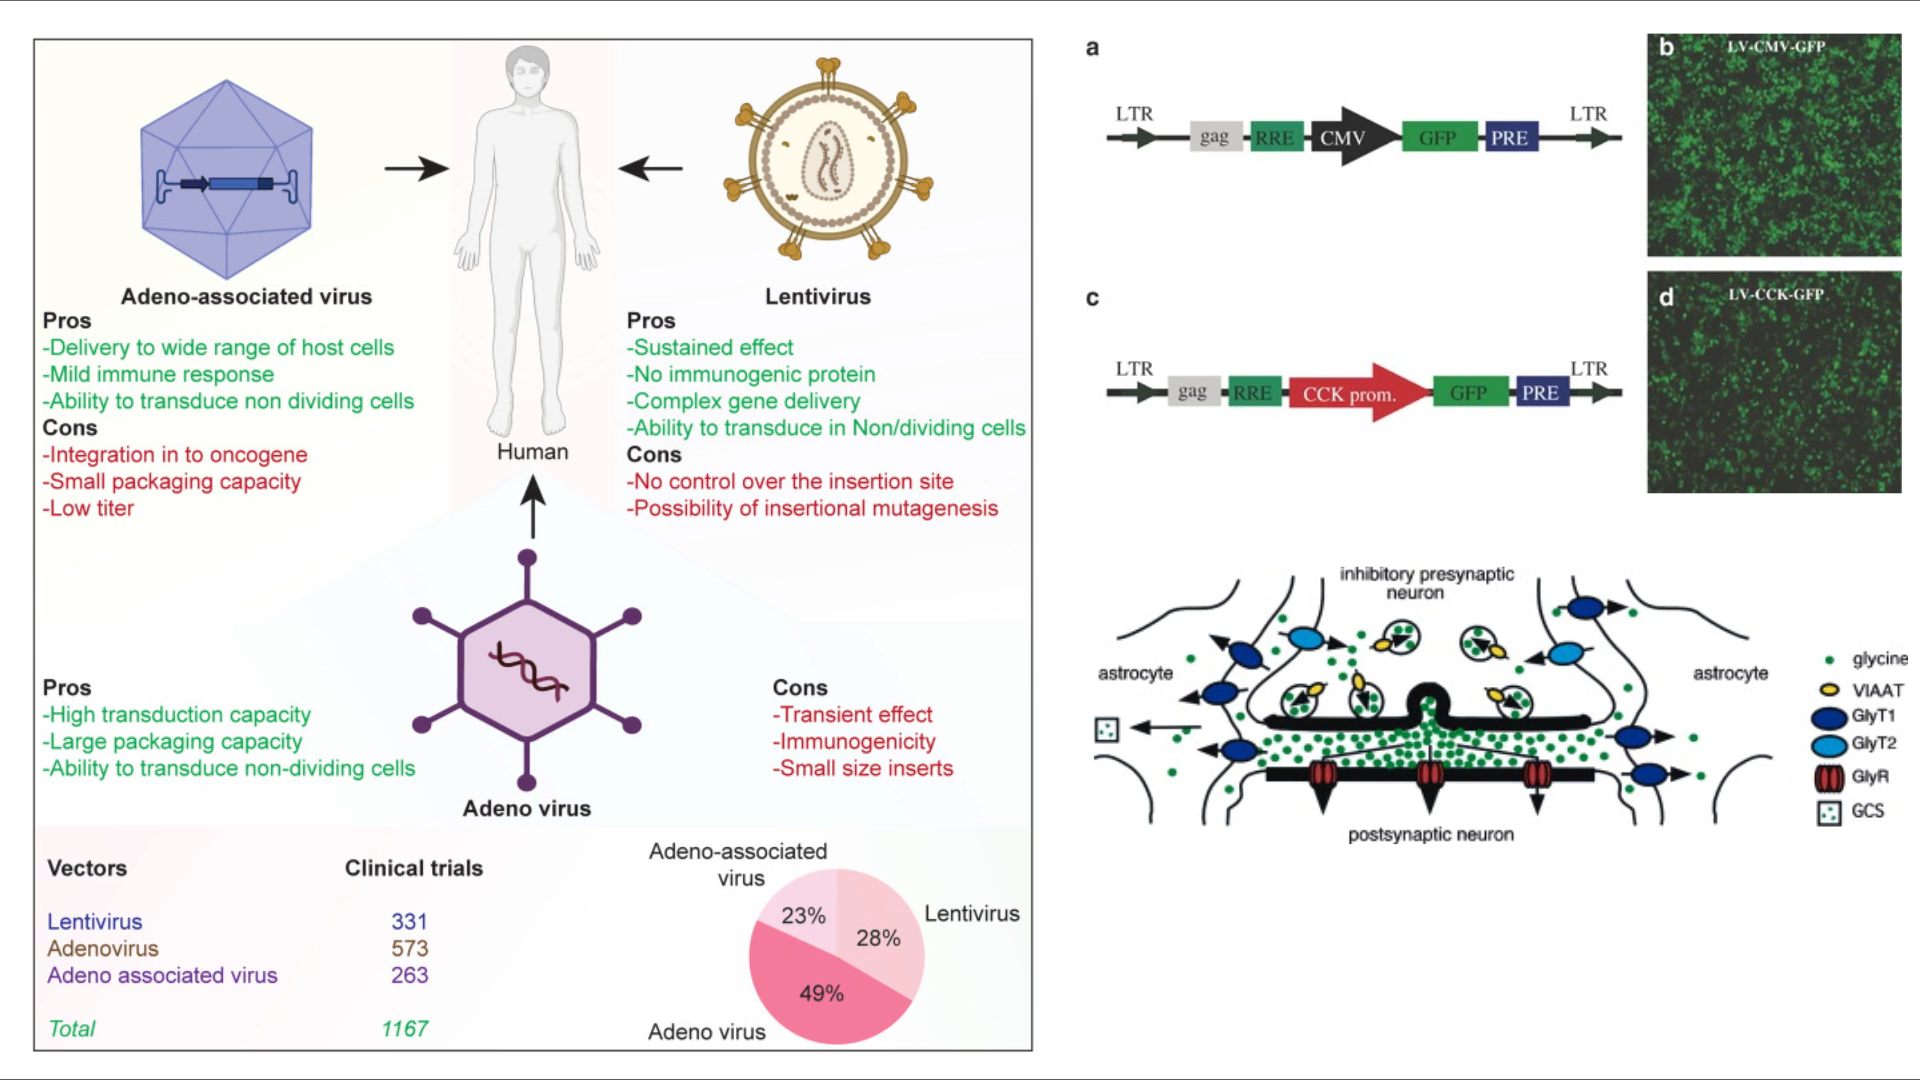 Adeno-associated virus
Pros
-Delivery to wide range of host cells
-Mild immune response
-Ability to transduce non dividing cells
Cons
-Integration in to oncogene
-Small packaging capacity
-Low titer
Human
Lentivirus
Pros
-Sustained effect
-No immunogenic protein
-Complex gene delivery
-Ability to transduce in Non/dividing cells
Cons
-No control over the insertion site
-Possibility of insertional mutagenesis
Pros
-High transduction capacity
-Large packaging capacity
-Ability to transduce non-dividing cells
Adeno virus
Cons
-Transient effect
-Immunogenicity
-Small size inserts
Vectors Clinical trials
Lentivirus 331
Adenovirus 573
Adeno associated virus 263
Total 1167
Adeno-associated
virus
23%
Lentivirus
28%
49%
Adeno virus
a
LTR LTR
gag RRE CMV GFP PRE
b LV-CMV-GFP
c
LTR LTR
gag RRE CCK prom. GFP PRE
d LV-CCK-GFP
inhibitory presynaptic
neuron
astrocyte
astrocyte
postsynaptic neuron
glycine
VIAAT
GlyT1
GlyT2
GlyR
GCS